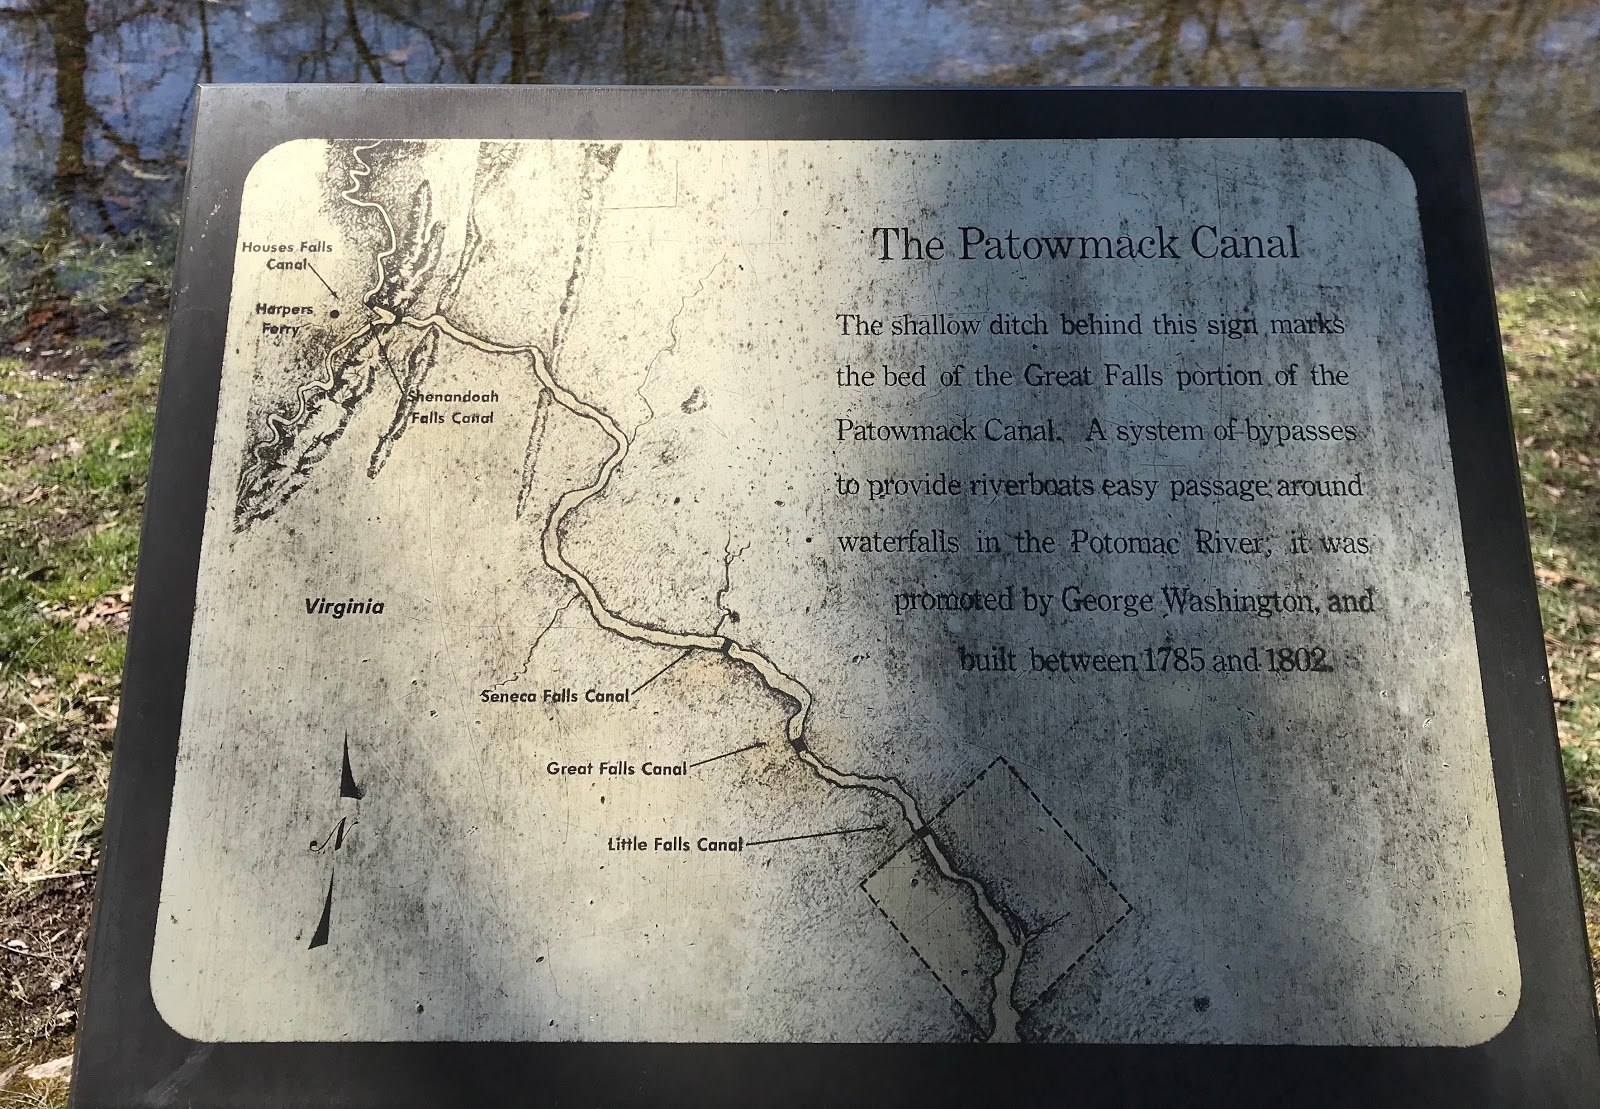 The Patowmack Canal
The shallow ditch behind this sign marks
the bed of the Great Falls portion of the
Patowmack Canal. A system of bypasses
to provide riverboats easy passage around
waterfalls in the Potomac River, it was
promoted by George Washington, and
built between 1785 and 1802.
Houses Falls
Canal
Harpers
Ferry
Shenandoah
Falls Canal
Virginia
Seneca Falls Canal
Great Falls Canal
Little Falls Canal
N